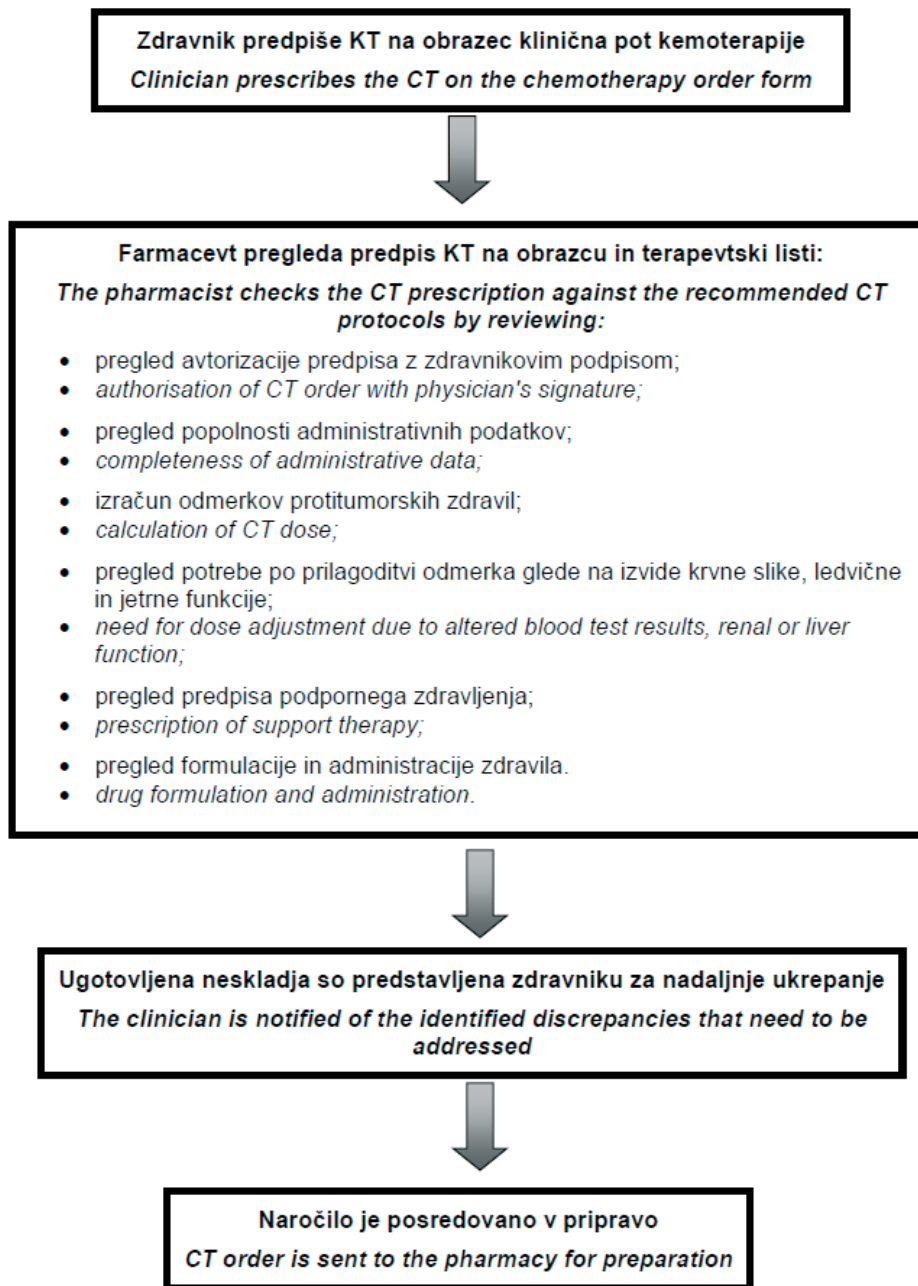 Zdravnik predpiše KT na obrazec klinična pot kemoterapije
Clinician prescribes the CT on the chemotherapy order form
Farmacevt pregleda predpis KT na obrazcu in terapevtski listi:
The pharmacist checks the CT prescription against the recommended CT
protocols by reviewing:
• pregled avtorizacije predpisa z zdravnikovim podpisom;
• authorisation of CT order with physician's signature;
• pregled popolnosti administrativnih podatkov;
• completeness of administrative data;
• izračun odmerkov protitumorskih zdravil;
• calculation of CT dose;
• pregled potrebe po prilagoditvi odmerka glede na izvide krvne slike, ledvične
in jetrne funkcije;
• need for dose adjustment due to altered blood test results, renal or liver
function;
• pregled predpisa podpornega zdravljenja;
• prescription of support therapy;
• pregled formulacije in administracije zdravila.
• drug formulation and administration.
Ugotovljena neskladja so predstavljena zdravniku za nadaljnje ukrepanje
The clinician is notified of the identified discrepancies that need to be
addressed
Naročilo je posredovano v pripravo
CT order is sent to the pharmacy for preparation